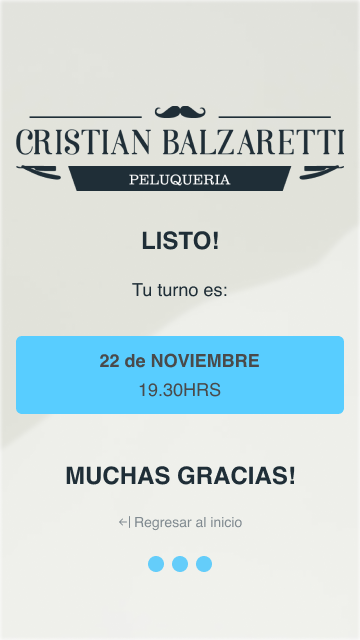 CRISTIAN BALZARETTI
PELUQUERIA
LISTO!
Tu turno es:
22 de NOVIEMBRE
19.30HRS
MUCHAS GRACIAS!
Regresar al inicio